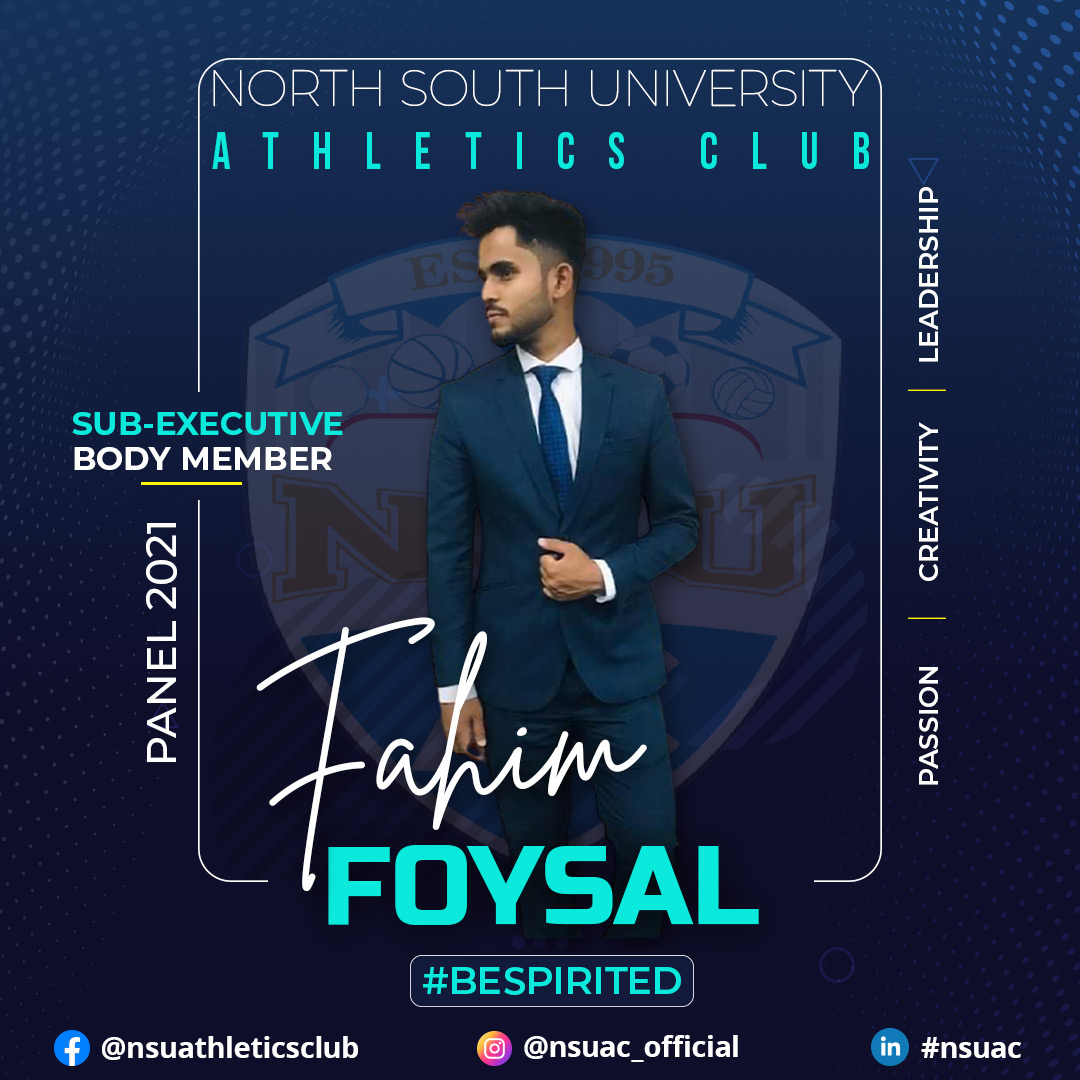 NORTH SOUTH UNIVERSITY
ATHLETICS CLUB
SUB-EXECUTIVE
BODY MEMBER
PANEL 2021
LEADERSHIP
CREATIVITY
PASSION
Fahim
FOYSAL
#BESPIRITED
@nsuathleticsclub
@nsuac_official
#nsuac